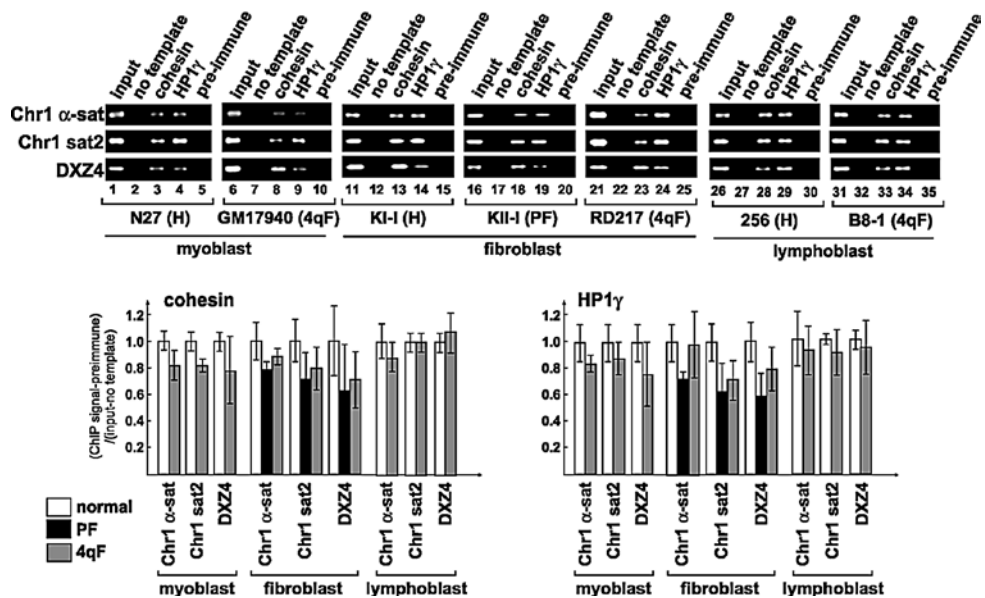 input no template cohesin HP1γ pre-immune input no template cohesin HP1γ pre-immune input no template cohesin HP1γ pre-immune input no template cohesin HP1γ pre-immune input no template cohesin HP1γ pre-immune input no template cohesin HP1γ pre-immune input no template cohesin HP1γ pre-immune
Chr1 α-sat
Chr1 sat2
DXZ4
1 2 3 4 5 6 7 8 9 10 11 12 13 14 15 16 17 18 19 20 21 22 23 24 25 26 27 28 29 30 31 32 33 34 35
N27 (H) GM17940 (4qF) KI-I (H) KII-I (PF) RD217 (4qF) 256 (H) B8-1 (4qF)
myoblast fibroblast lymphoblast
cohesin
(ChIP signal-preimmune)
/(input-no template)
1.2
1.0
0.8
0.6
0.4
0.2
Chr1 α-sat Chr1 sat2 DXZ4 Chr1 α-sat Chr1 sat2 DXZ4 Chr1 α-sat Chr1 sat2 DXZ4
myoblast fibroblast lymphoblast
HP1γ
1.2
1.0
0.8
0.6
0.4
0.2
Chr1 α-sat Chr1 sat2 DXZ4 Chr1 α-sat Chr1 sat2 DXZ4 Chr1 α-sat Chr1 sat2 DXZ4
myoblast fibroblast lymphoblast
normal
PF
4qF